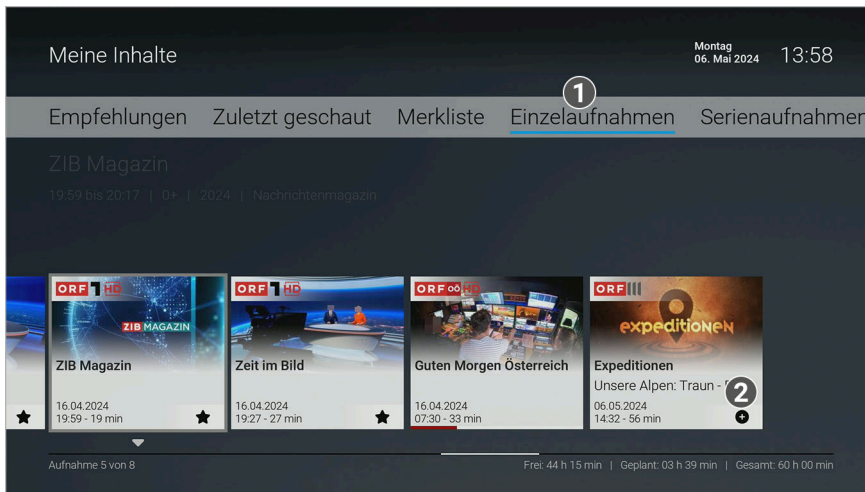 Meine Inhalte
Montag
06. Mai 2024
13:58
1
Empfehlungen Zuletzt geschaut Merkliste Einzelaufnahmen Serienaufnahmen
ZIB Magazin
19:59 bis 20:17 | 0+ | 2024 | Nachrichtenmagazin
ORF 1 HD
ZIB MAGAZIN
ZIB Magazin
16.04.2024
19:59 - 19 min
ORF 1 HD
Zeit im Bild
16.04.2024
19:27 - 27 min
ORF OÖ HD
Guten Morgen Österreich
16.04.2024
07:30 - 33 min
ORF III
expeditionen
Expeditionen
Unsere Alpen: Traun -
2
06.05.2024
14:32 - 56 min
Aufnahme 5 von 8
Frei: 44 h 15 min | Geplant: 03 h 39 min | Gesamt: 60 h 00 min